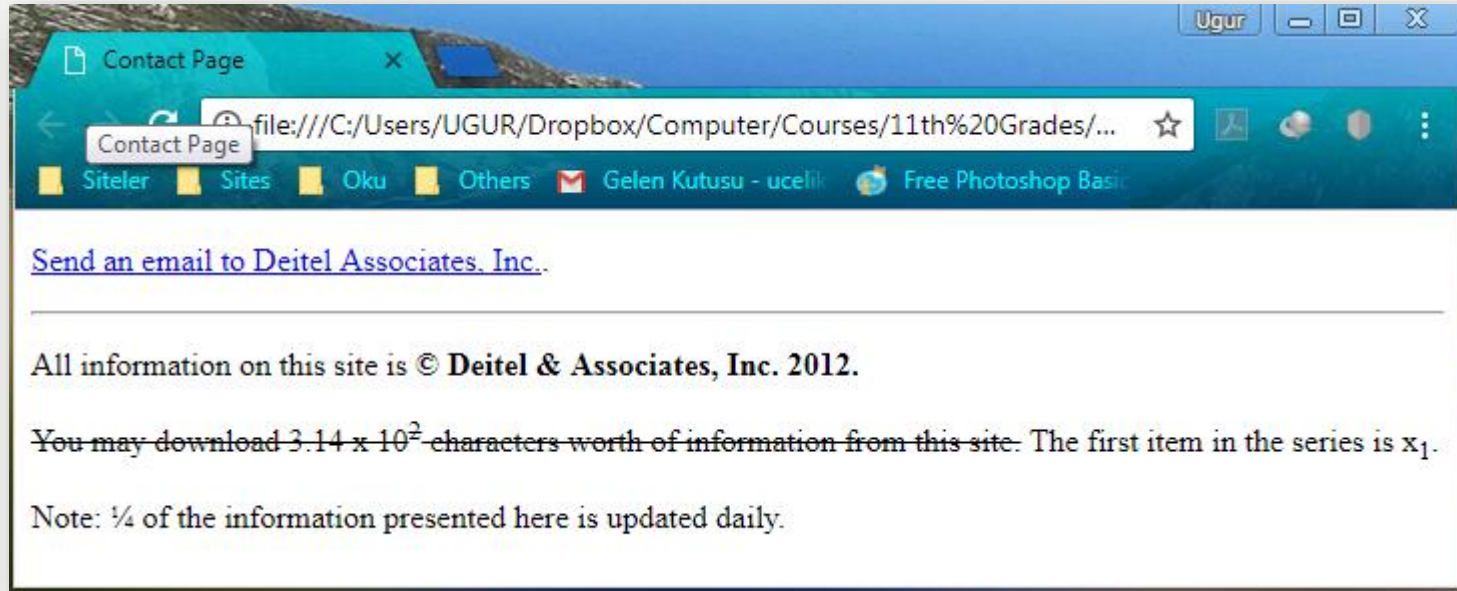 Ugur
Contact Page
file:///C:/Users/UGUR/Dropbox/Computer/Courses/11th%20Grades/...
Contact Page
Siteler Sites Oku Others Gelen Kutusu - ucelik Free Photoshop Basic
Send an email to Deitel Associates, Inc..
All information on this site is © Deitel & Associates, Inc. 2012.
You may download 3.14 x 10² characters worth of information from this site. The first item in the series is x₁.
Note: ¼ of the information presented here is updated daily.